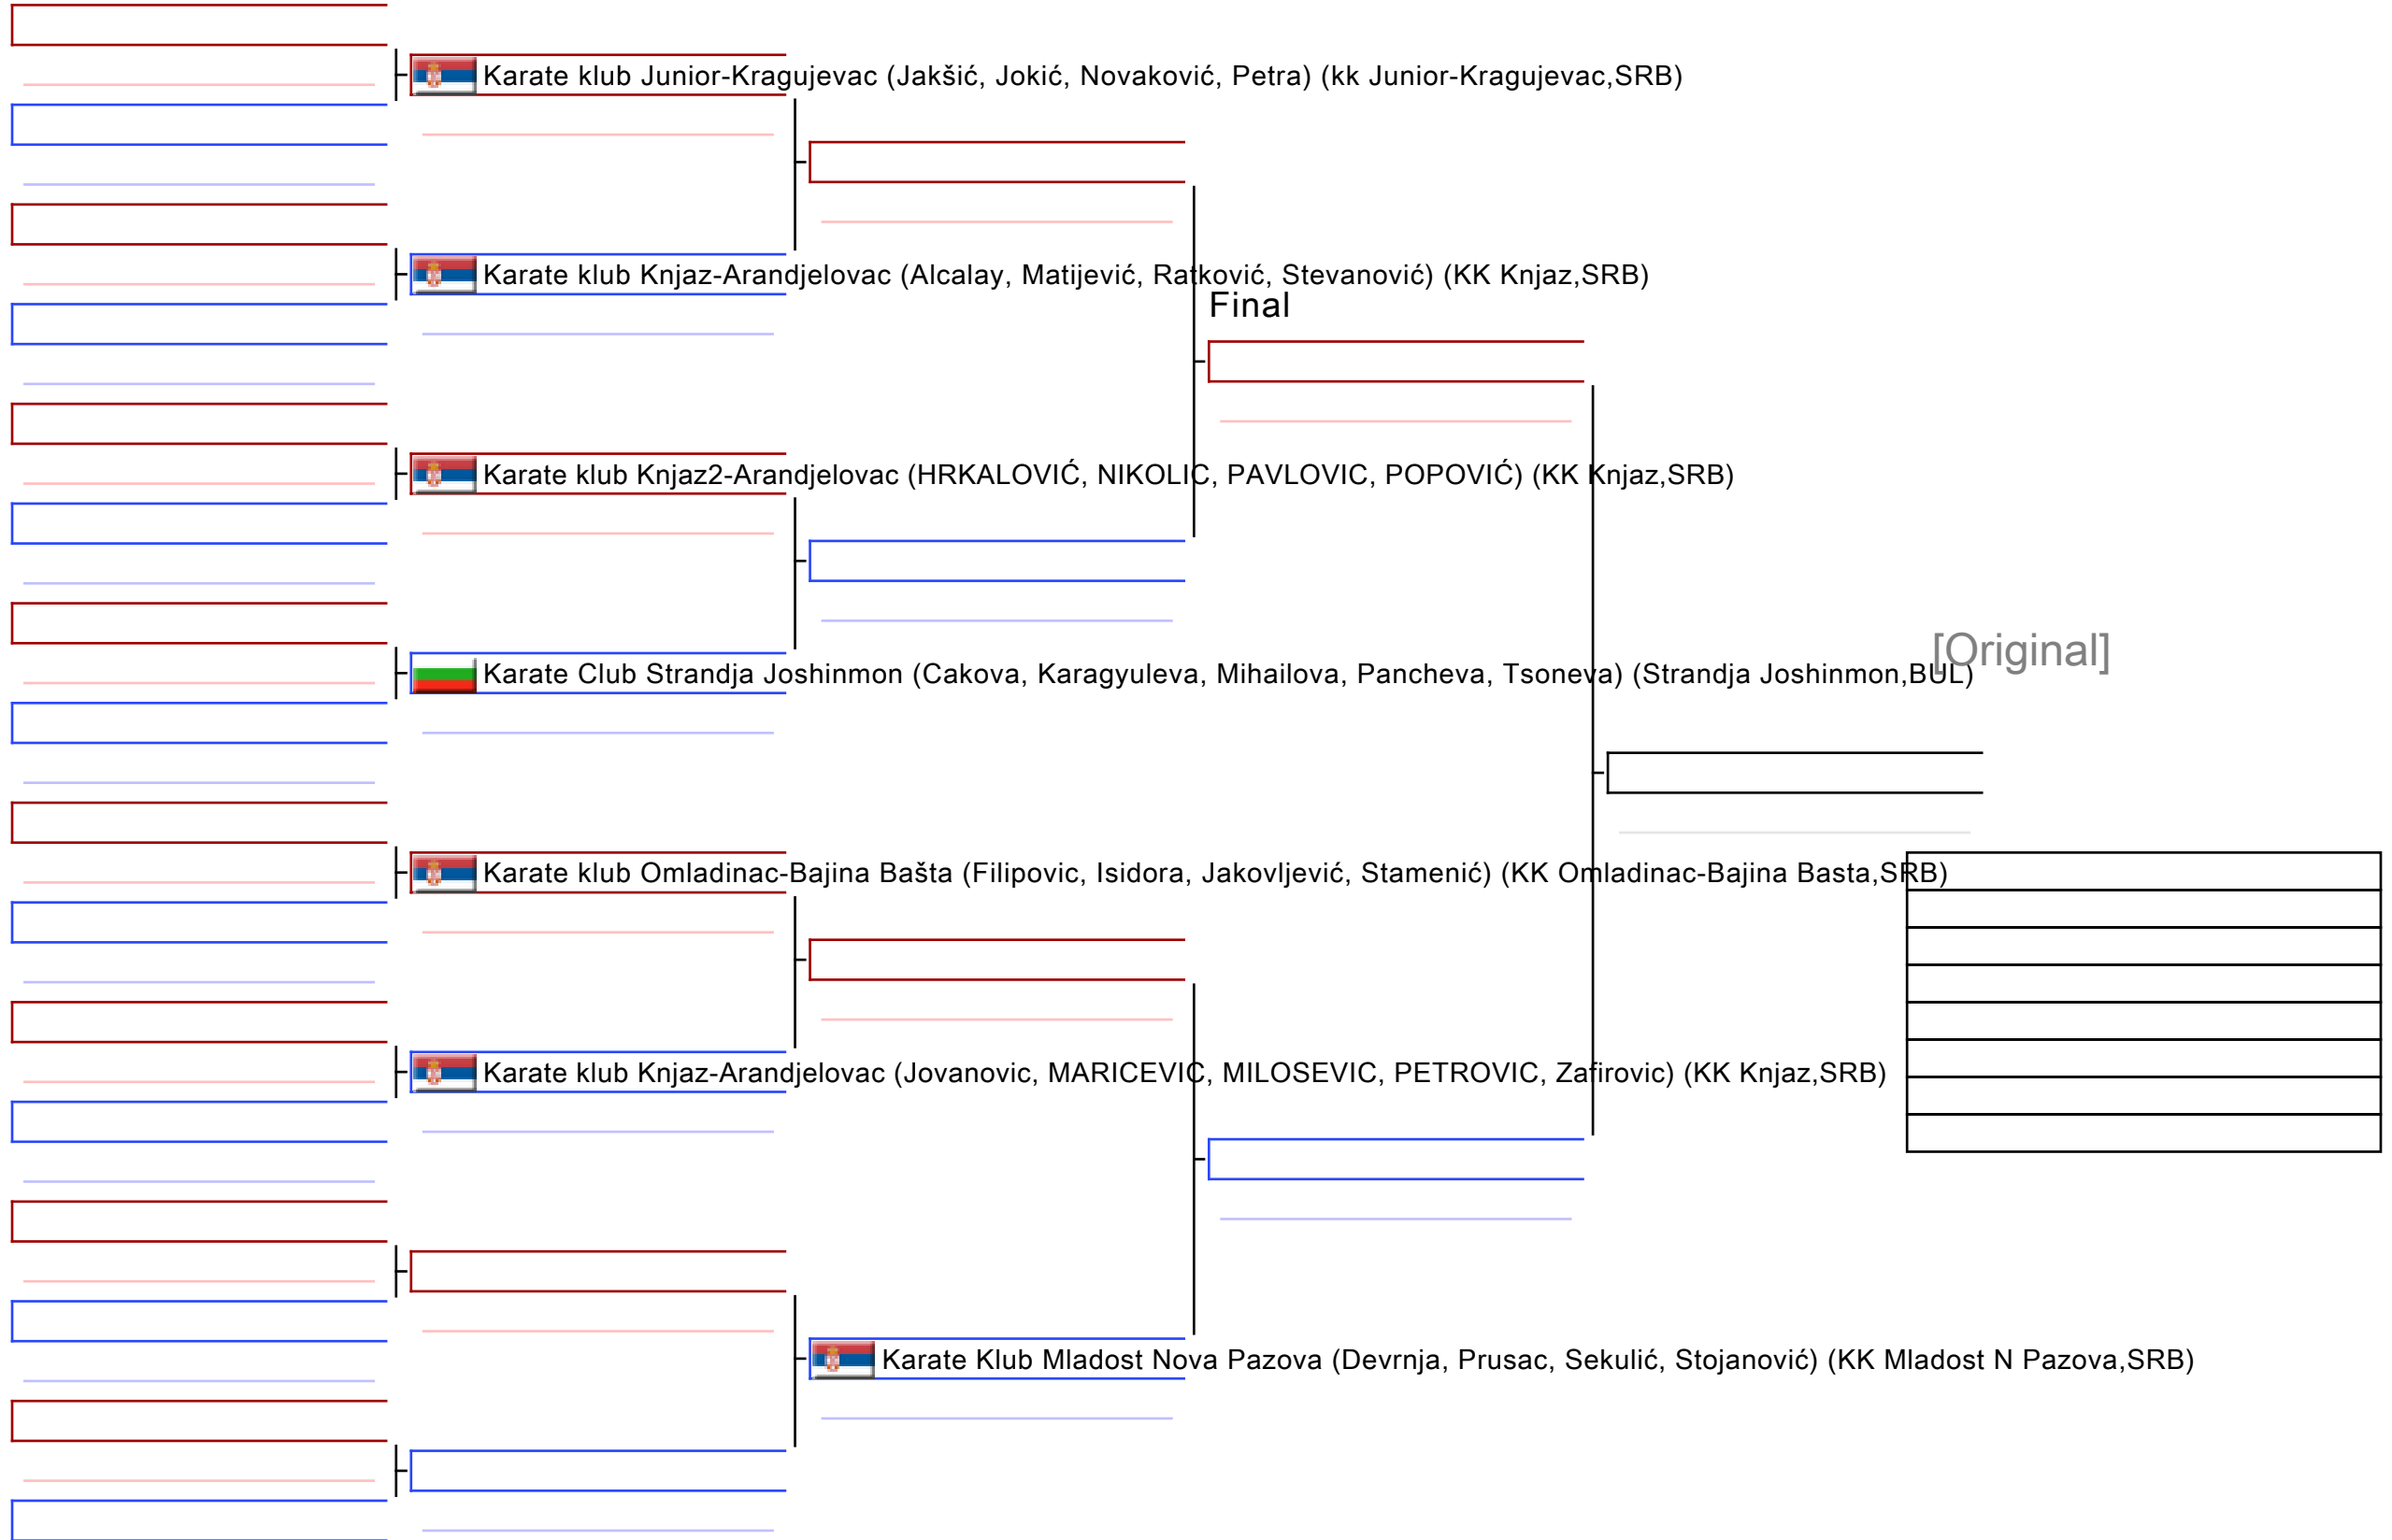 Karate klub Junior-Kragujevac (Jakšić, Jokić, Novaković, Petra) (kk Junior-Kragujevac,SRB)
Karate klub Knjaz-Arandjelovac (Alcalay, Matijević, Ratković, Stevanović) (KK Knjaz,SRB)
Final
Karate klub Knjaz2-Arandjelovac (HRKALOVIĆ, NIKOLIC, PAVLOVIC, POPOVIĆ) (KK Knjaz,SRB)
[Original]
Karate Club Strandja Joshinmon (Cakova, Karagyuleva, Mihailova, Pancheva, Tsoneva) (Strandja Joshinmon,BUL)
Karate klub Omladinac-Bajina Bašta (Filipovic, Isidora, Jakovljević, Stamenić) (KK Omladinac-Bajina Basta,SRB)
Karate klub Knjaz-Arandjelovac (Jovanovic, MARICEVIC, MILOSEVIC, PETROVIC, Zafirovic) (KK Knjaz,SRB)
Karate Klub Mladost Nova Pazova (Devrnja, Prusac, Sekulić, Stojanović) (KK Mladost N Pazova,SRB)